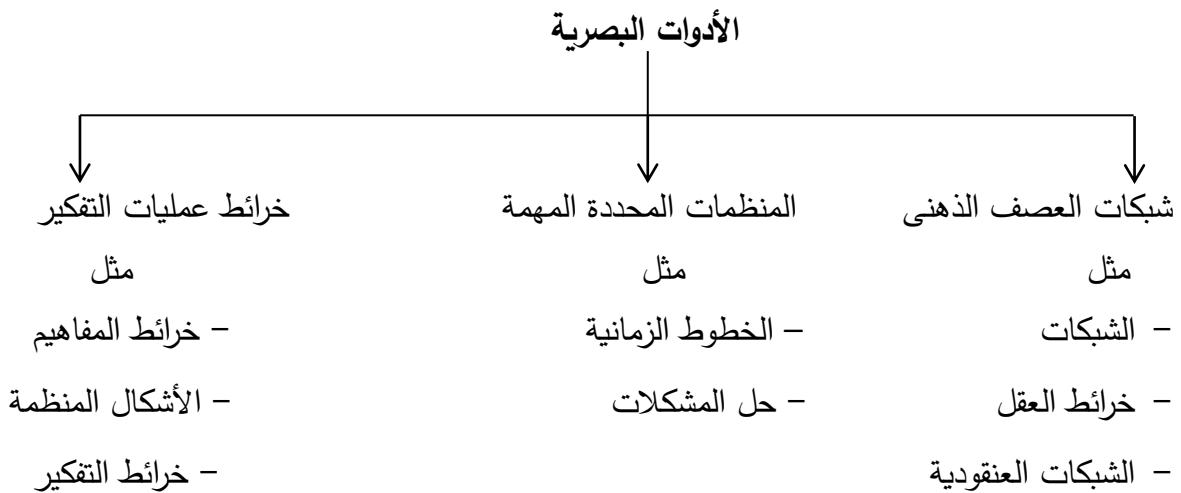 الأدوات البصرية
شبكات العصف الذهنى
المنظمات المحددة المهمة
خرائط عمليات التفكير
مثل
مثل
مثل
– الشبكات
– الخطوط الزمانية
– خرائط المفاهيم
– خرائط العقل
– حل المشكلات
– الأشكال المنظمة
– الشبكات العنقودية
– خرائط التفكير